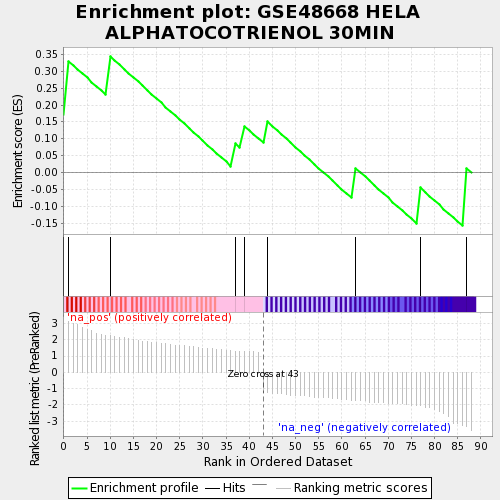 Enrichment plot: GSE48668 HELA
ALPHATOCOTRIENOL 30MIN
Enrichment score (ES)
0.35
0.30
0.25
0.20
0.15
0.10
0.05
0.00
-0.05
-0.10
-0.15
'na_pos' (positively correlated)
Ranked list metric (PreRanked)
3
2
1
0
-1
-2
-3
Zero cross at 43
'na_neg' (negatively correlated)
0 5 10 15 20 25 30 35 40 45 50 55 60 65 70 75 80 85 90
Rank in Ordered Dataset
Enrichment profile Hits Ranking metric scores